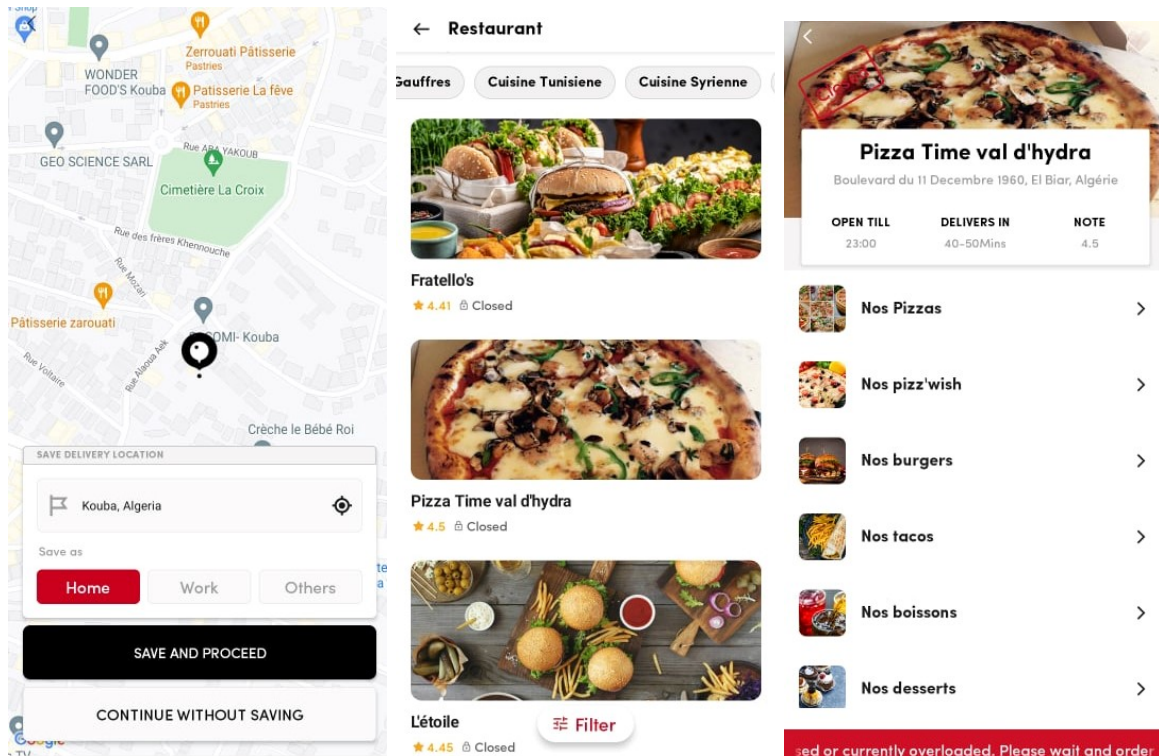 Shop
Zerrouati Pâtisserie
Pastries
WONDER
FOOD'S Kouba
Patisserie La fêve
Pastries
GEO SCIENCE SARL
Rue ABA YAKOUB
Cimetière La Croix
Rue des frères Khennouche
Rue Mozart
Pâtisserie zarouati
COMI- Kouba
Rue Voltaire
Rue Alaoua Aek
Crèche le Bébé Roi
SAVE DELIVERY LOCATION
Kouba, Algeria
Save as
Home
Work
Others
SAVE AND PROCEED
CONTINUE WITHOUT SAVING
Google
TV
Restaurant
Gauffres
Cuisine Tunisiene
Cuisine Syrienne
Fratello's
4.41 Closed
Pizza Time val d'hydra
4.5 Closed
L'étoile
Filter
4.45 Closed
Pizza Time val d'hydra
Boulevard du 11 Decembre 1960, El Biar, Algérie
OPEN TILL
DELIVERS IN
NOTE
23:00
40-50Mins
4.5
Nos Pizzas
Nos pizz'wish
Nos burgers
Nos tacos
Nos boissons
Nos desserts
sed or currently overloaded. Please wait and order